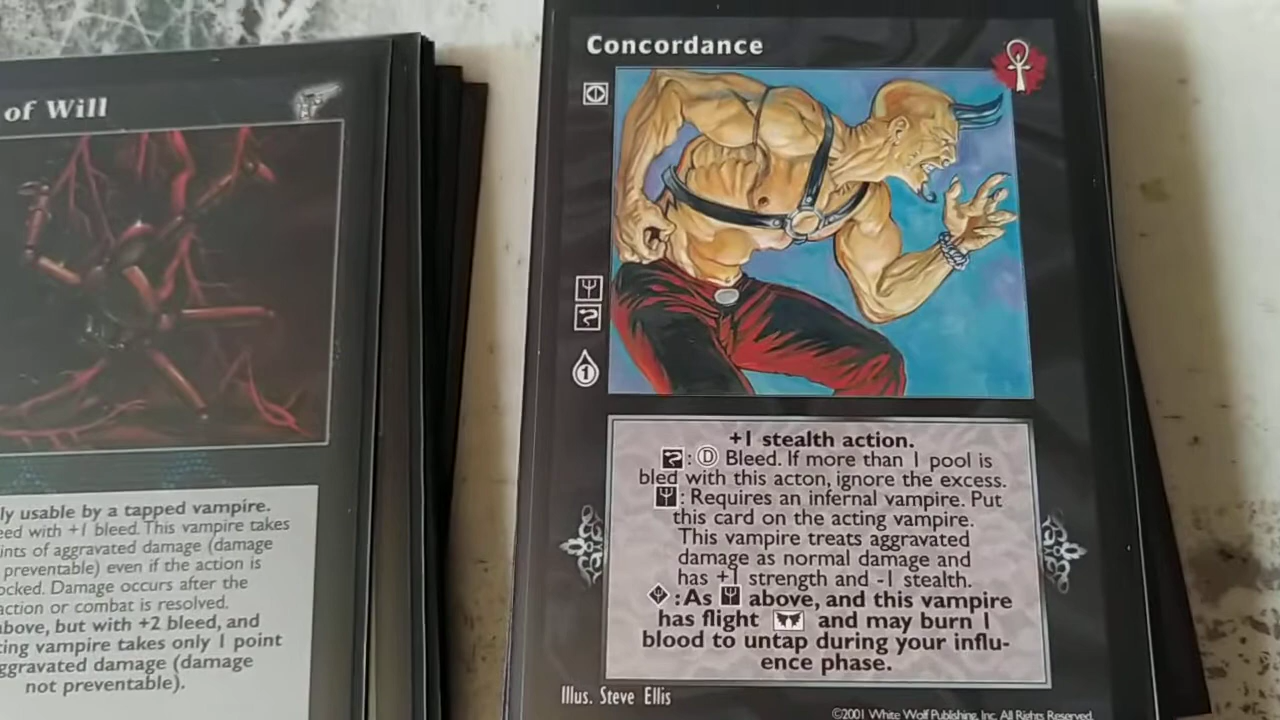 of Will
ly usable by a tapped vampire.
eed with +1 bleed. This vampire takes
ints of aggravated damage (damage
preventable) even if the action is
ocked. Damage occurs after the
action or combat is resolved.
bove, but with +2 bleed, and
ting vampire takes only 1 point
ggravated damage (damage
not preventable).
Concordance
1
+1 stealth action.
: D Bleed. If more than 1 pool is
bled with this acton, ignore the excess.
: Requires an infernal vampire. Put
this card on the acting vampire.
This vampire treats aggravated
damage as normal damage and
has +1 strength and -1 stealth.
: As above, and this vampire
has flight and may burn 1
blood to untap during your influ-
ence phase.
Illus. Steve Ellis
©2001 White Wolf Publishing, Inc. All Rights Reserved.